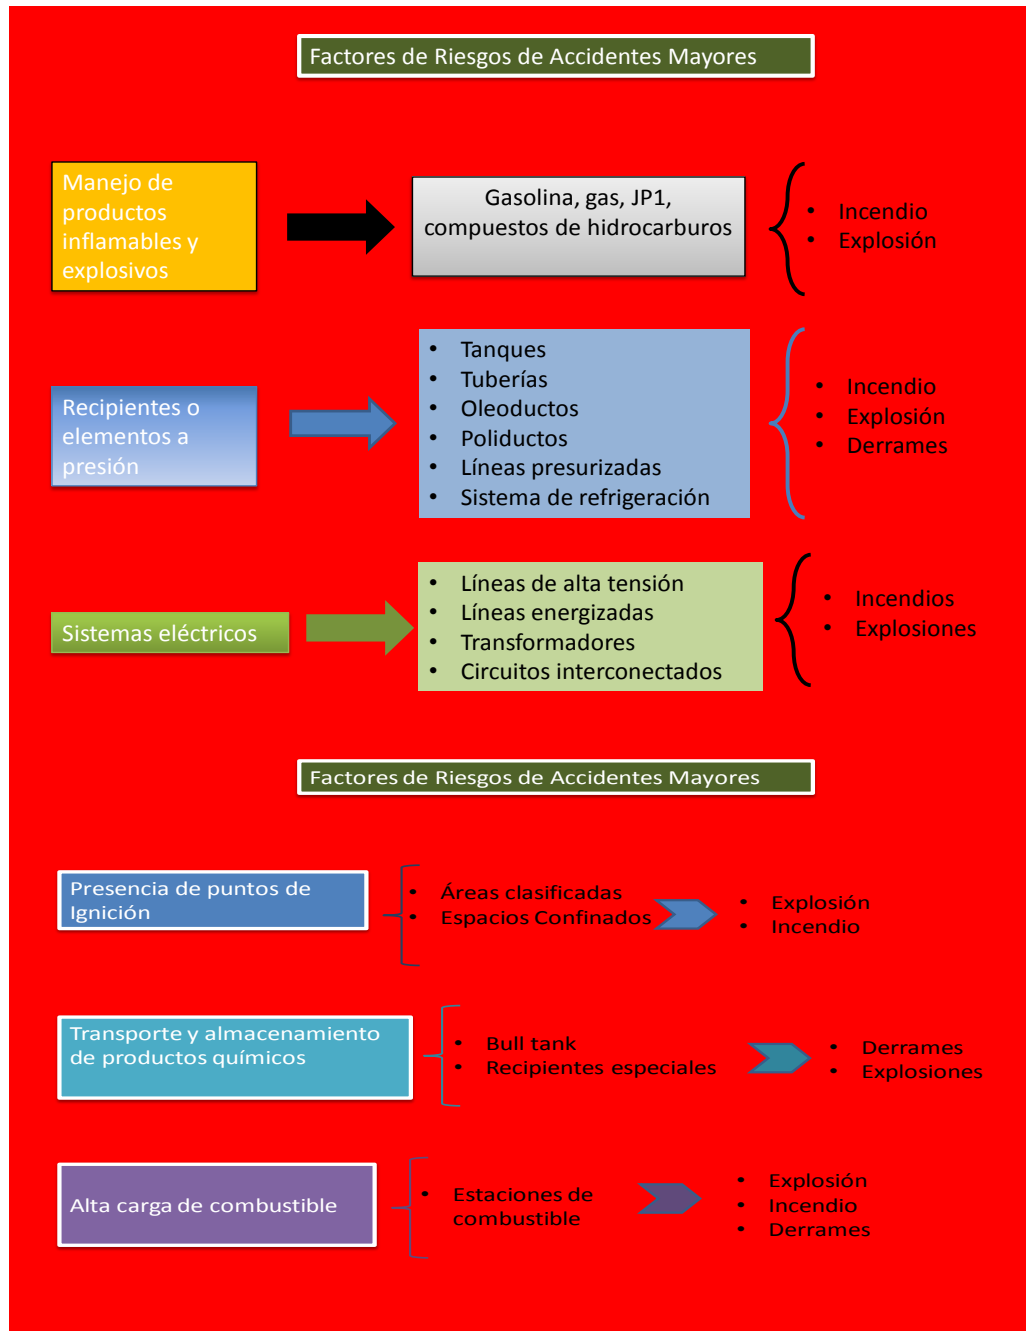 Factores de Riesgos de Accidentes Mayores
Manejo de
productos
inflamables y
explosivos
Gasolina, gas, JP1,
compuestos de hidrocarburos
• Incendio
• Explosión
Recipientes o
elementos a
presión
• Tanques
• Tuberías
• Oleoductos
• Poliductos
• Líneas presurizadas
• Sistema de refrigeración
• Incendio
• Explosión
• Derrames
Sistemas eléctricos
• Líneas de alta tensión
• Líneas energizadas
• Transformadores
• Circuitos interconectados
• Incendios
• Explosiones
Factores de Riesgos de Accidentes Mayores
Presencia de puntos de
Ignición
• Áreas clasificadas
• Espacios Confinados
• Explosión
• Incendio
Transporte y almacenamiento
de productos químicos
• Bull tank
• Recipientes especiales
• Derrames
• Explosiones
Alta carga de combustible
• Estaciones de
combustible
• Explosión
• Incendio
• Derrames